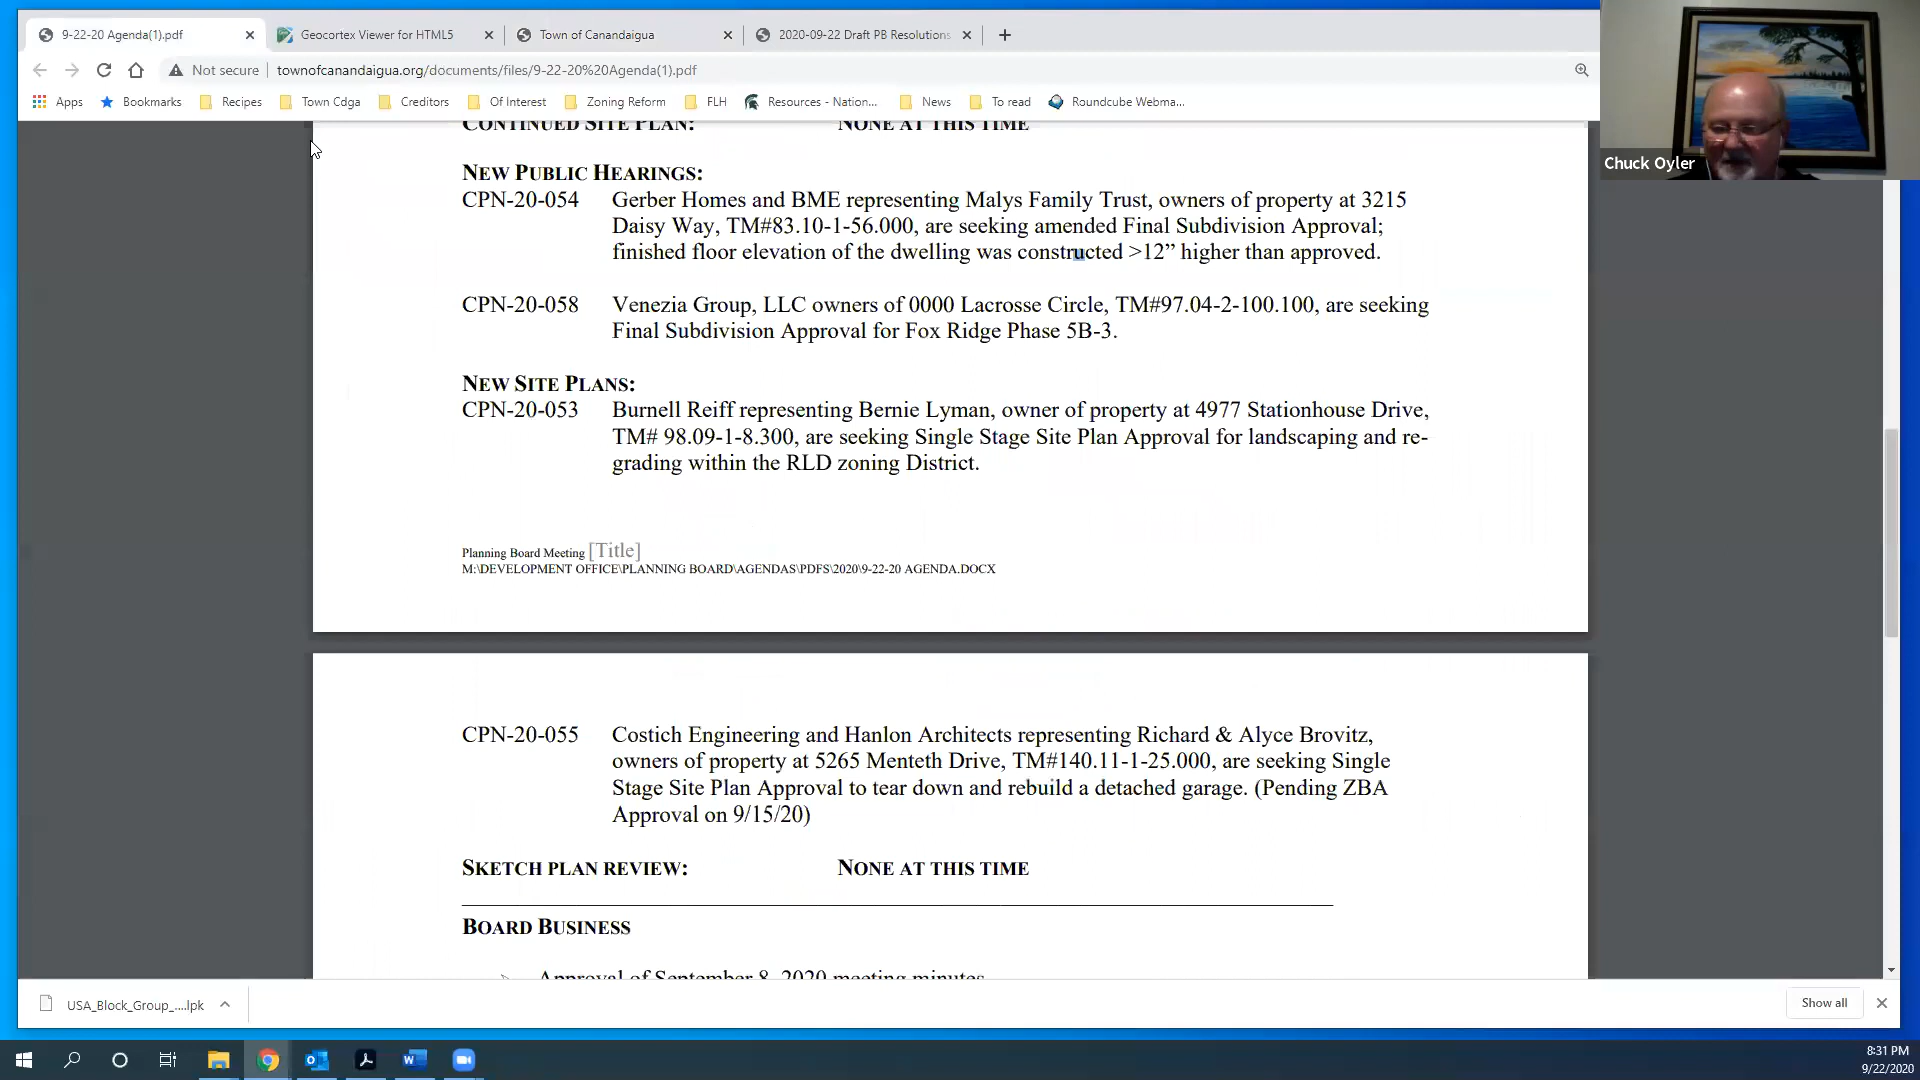 9-22-20 Agenda(1).pdf
Geocortex Viewer for HTML5
Town of Canandaigua
2020-09-22 Draft PB Resolutions
Not secure
townofcanandaigua.org/documents/files/9-22-20%20Agenda(1).pdf
Apps
Bookmarks
Recipes
Town Cdga
Creditors
Of Interest
Zoning Reform
FLH
Resources - Nation...
News
To read
Roundcube Webma...
Chuck Oyler
CONTINUED SITE PLAN: NONE AT THIS TIME
NEW PUBLIC HEARINGS:
CPN-20-054 Gerber Homes and BME representing Malys Family Trust, owners of property at 3215
Daisy Way, TM#83.10-1-56.000, are seeking amended Final Subdivision Approval;
finished floor elevation of the dwelling was constructed >12” higher than approved.
CPN-20-058 Venezia Group, LLC owners of 0000 Lacrosse Circle, TM#97.04-2-100.100, are seeking
Final Subdivision Approval for Fox Ridge Phase 5B-3.
NEW SITE PLANS:
CPN-20-053 Burnell Reiff representing Bernie Lyman, owner of property at 4977 Stationhouse Drive,
TM# 98.09-1-8.300, are seeking Single Stage Site Plan Approval for landscaping and re-
grading within the RLD zoning District.
Planning Board Meeting [Title]
M:\DEVELOPMENT OFFICE\PLANNING BOARD\AGENDAS\PDFS\2020\9-22-20 AGENDA.DOCX
CPN-20-055 Costich Engineering and Hanlon Architects representing Richard & Alyce Brovitz,
owners of property at 5265 Menteth Drive, TM#140.11-1-25.000, are seeking Single
Stage Site Plan Approval to tear down and rebuild a detached garage. (Pending ZBA
Approval on 9/15/20)
SKETCH PLAN REVIEW: NONE AT THIS TIME
BOARD BUSINESS
Approval of September 8, 2020 meeting minutes
USA_Block_Group_....lpk
Show all
8:31 PM
9/22/2020